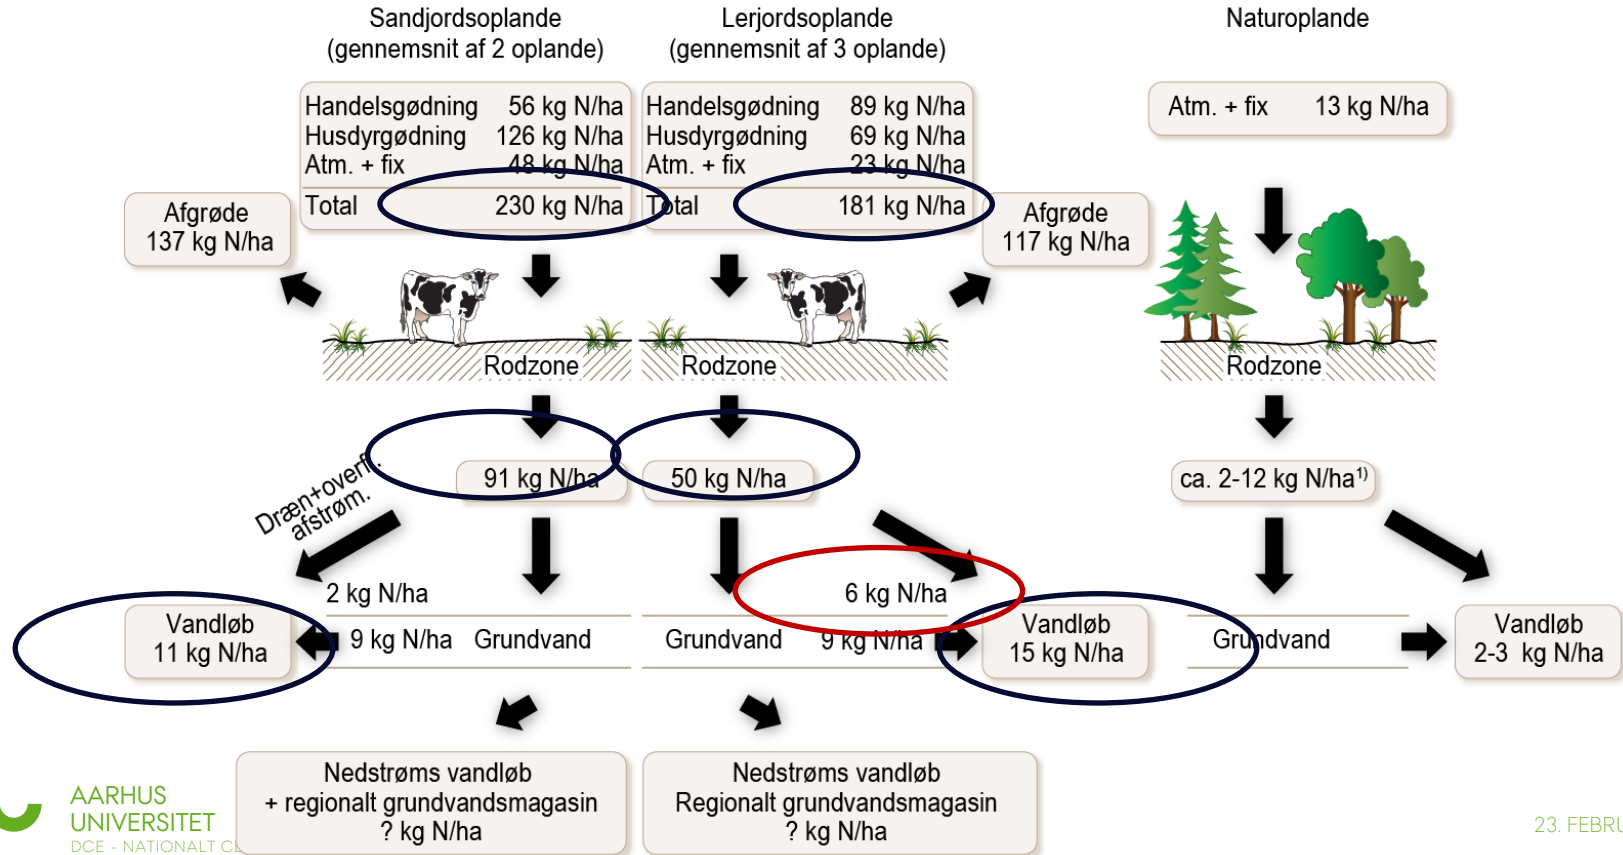 Sandjordsoplande
(gennemsnit af 2 oplande)
Lerjordsoplande
(gennemsnit af 3 oplande)
Naturoplande
Handelsgødning 56 kg N/ha
Husdyrgødning 126 kg N/ha
Atm. + fix 48 kg N/ha
Total 230 kg N/ha
Handelsgødning 89 kg N/ha
Husdyrgødning 69 kg N/ha
Atm. + fix 23 kg N/ha
Total 181 kg N/ha
Atm. + fix 13 kg N/ha
Afgrøde
137 kg N/ha
Afgrøde
117 kg N/ha
Rodzone
Rodzone
Rodzone
91 kg N/ha
50 kg N/ha
ca. 2-12 kg N/ha¹⁾
Dræn+overfl.
afstrøm.
2 kg N/ha
6 kg N/ha
Vandløb
11 kg N/ha
9 kg N/ha
Grundvand
Grundvand
9 kg N/ha
Vandløb
15 kg N/ha
Grundvand
Vandløb
2-3 kg N/ha
Nedstrøms vandløb
+ regionalt grundvandsmagasin
? kg N/ha
Nedstrøms vandløb
Regionalt grundvandsmagasin
? kg N/ha
AARHUS
UNIVERSITET
DCE - NATIONALT
23.